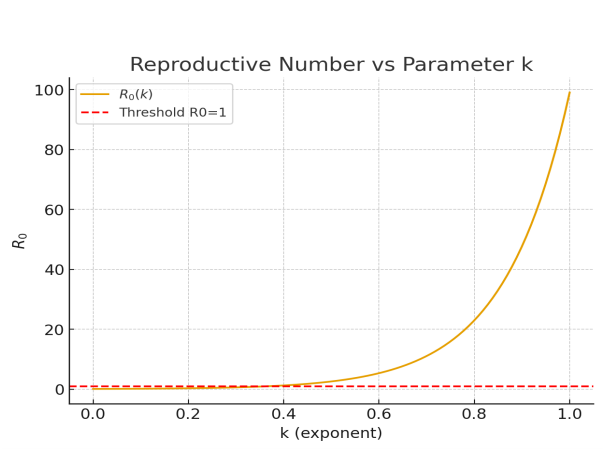 Reproductive Number vs Parameter k
R₀(k)
Threshold R0=1
100
80
60
40
20
0
R₀
0.0 0.2 0.4 0.6 0.8 1.0
k (exponent)